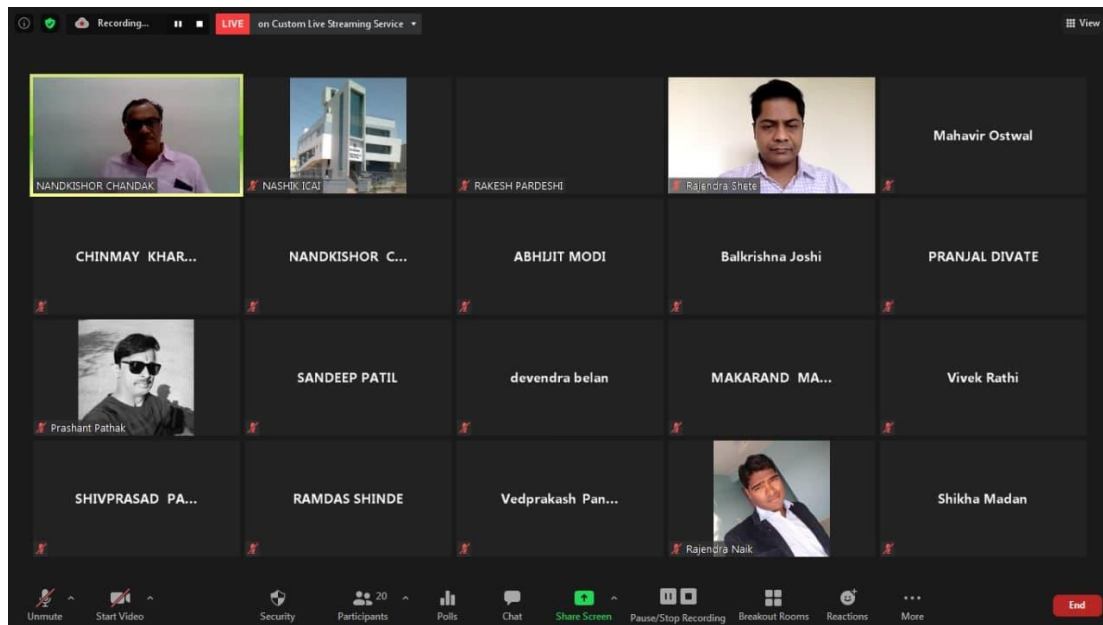 Recording...
LIVE on Custom Live Streaming Service
View
NANDKISHOR CHANDAK
NASHIK ICAI
RAKESH PARDESHI
Rajendra Shete
Mahavir Ostwal
CHINMAY KHAR...
NANDKISHOR C...
ABHIJIT MODI
Balkrishna Joshi
PRANJAL DIVATE
Prashant Pathak
SANDEEP PATIL
devendra belan
MAKARAND MA...
Vivek Rathi
SHIVPRASAD PA...
RAMDAS SHINDE
Vedprakash Pan...
Rajendra Naik
Shikha Madan
Unmute
Start Video
Security
Participants 20
Polls
Chat
Share Screen
Pause/Stop Recording
Breakout Rooms
Reactions
More
End